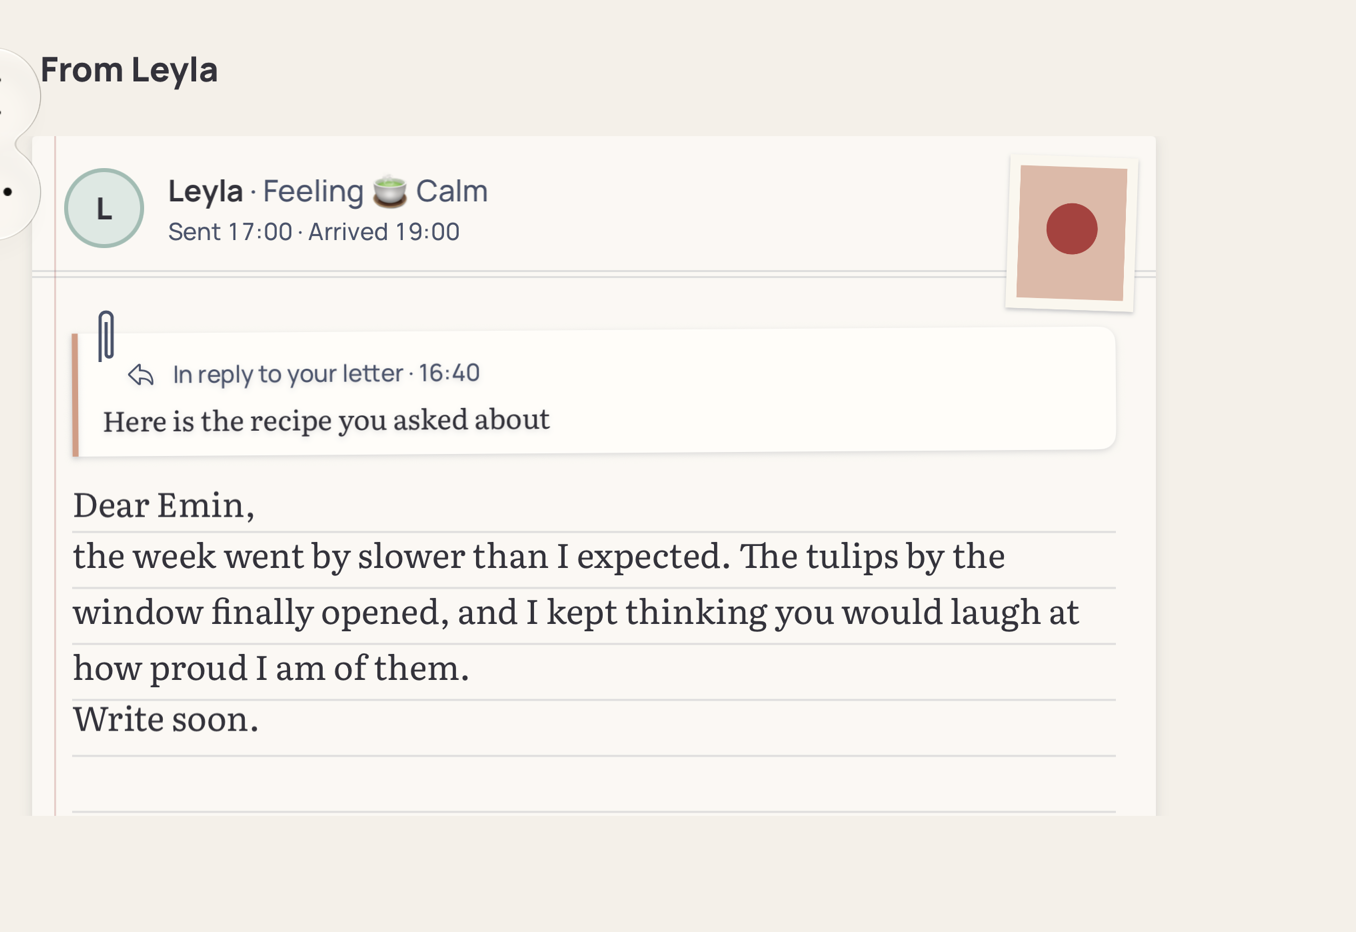 From Leyla
L
Leyla · Feeling 🍵 Calm
Sent 17:00 · Arrived 19:00
In reply to your letter · 16:40
Here is the recipe you asked about
Dear Emin,
the week went by slower than I expected. The tulips by the
window finally opened, and I kept thinking you would laugh at
how proud I am of them.
Write soon.